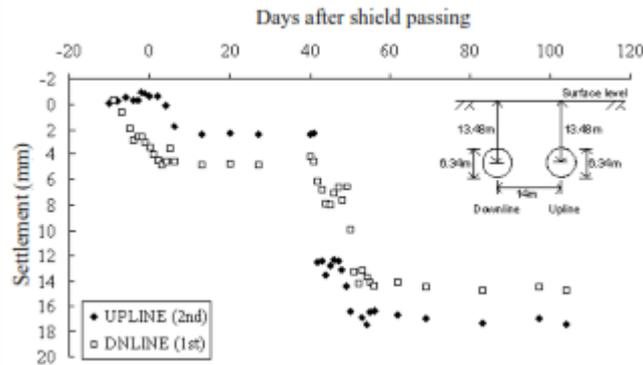 Days after shield passing
-20 0 20 40 60 80 100 120
Settlement (mm)
-2
0
2
4
6
8
10
12
14
16
18
20
Surface level
13.48m 13.48m
6.34m 6.34m
14m
Downline Upline
UPLINE (2nd)
DNLINE (1st)